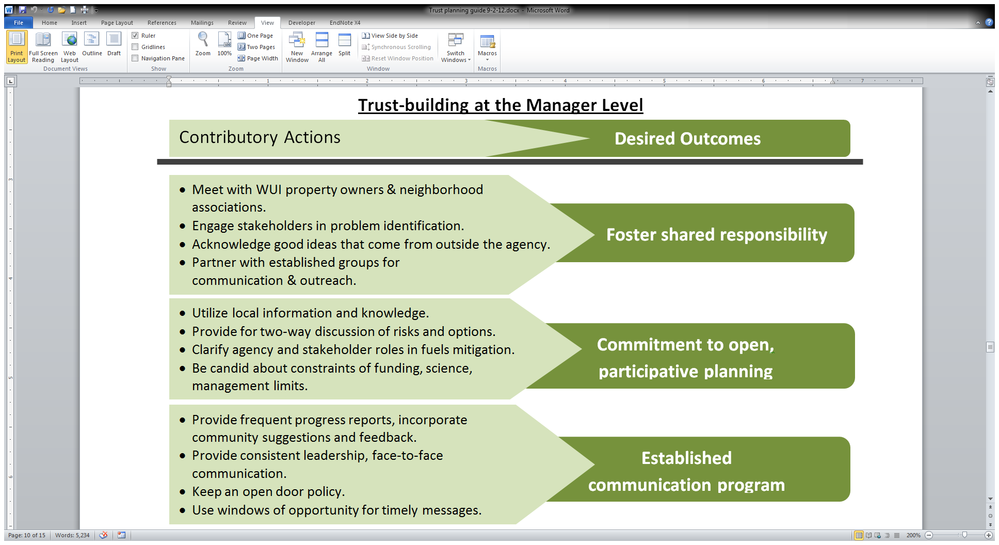 Trust planning guide 9-2-12.docx - Microsoft Word
File Home Insert Page Layout References Mailings Review View Developer EndNote X4
Print Layout
Full Screen Reading
Web Layout
Outline
Draft
Document Views
Ruler
Gridlines
Navigation Pane
Show
Zoom
100%
One Page
Two Pages
Page Width
Zoom
New Window
Arrange All
Split
View Side by Side
Synchronous Scrolling
Reset Window Position
Window
Switch Windows
Macros
Macros
1 2 3 4 5 6 7
Trust-building at the Manager Level
Contributory Actions
Desired Outcomes
• Meet with WUI property owners & neighborhood
associations.
• Engage stakeholders in problem identification.
• Acknowledge good ideas that come from outside the agency.
• Partner with established groups for
communication & outreach.
Foster shared responsibility
• Utilize local information and knowledge.
• Provide for two-way discussion of risks and options.
• Clarify agency and stakeholder roles in fuels mitigation.
• Be candid about constraints of funding, science,
management limits.
Commitment to open,
participative planning
• Provide frequent progress reports, incorporate
community suggestions and feedback.
• Provide consistent leadership, face-to-face
communication.
• Keep an open door policy.
• Use windows of opportunity for timely messages.
Established
communication program
3
4
5
6
Page: 10 of 15 Words: 5,234 200%